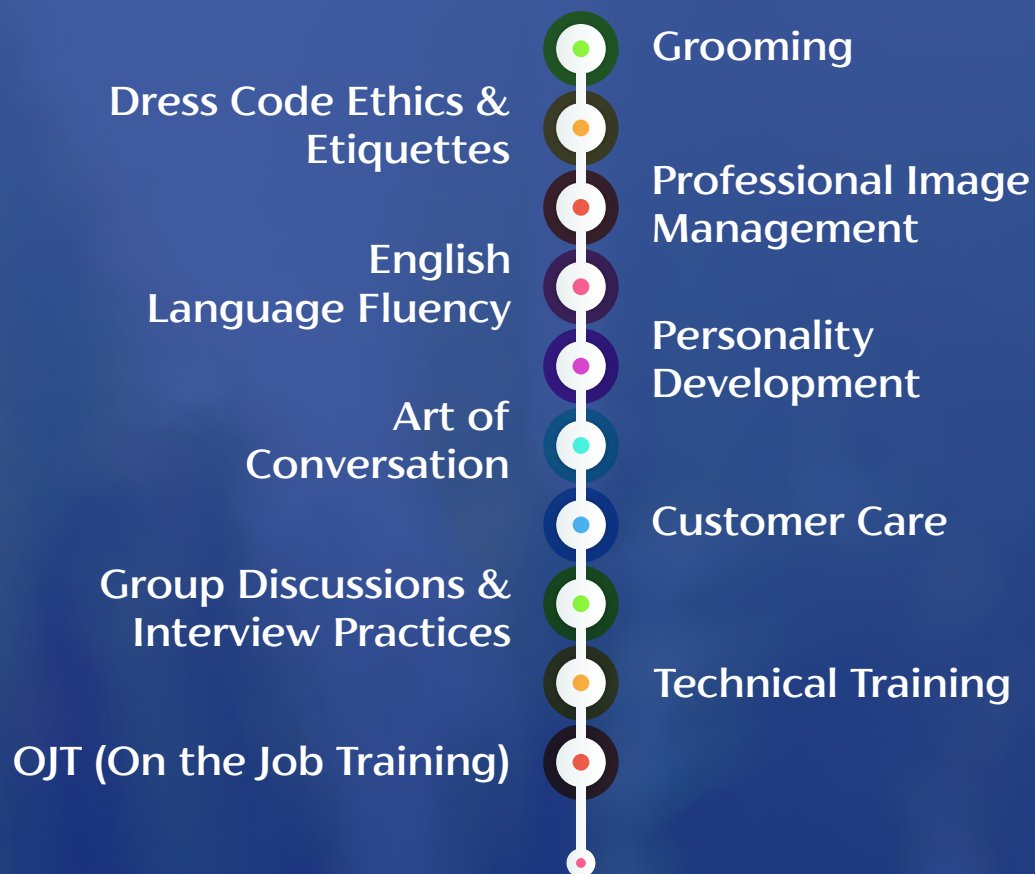 Grooming
Dress Code Ethics &
Etiquettes
Professional Image
Management
English
Language Fluency
Personality
Development
Art of
Conversation
Customer Care
Group Discussions &
Interview Practices
Technical Training
OJT (On the Job Training)